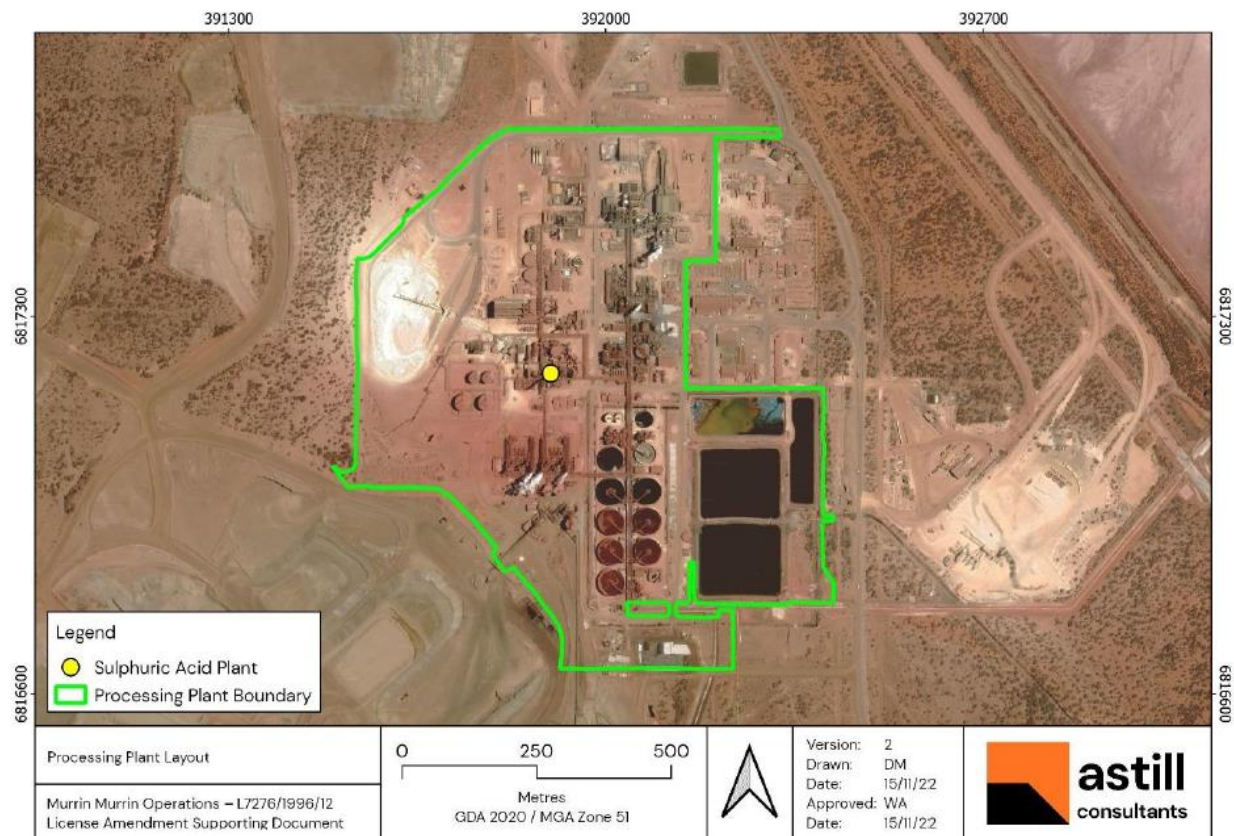 391300 392000 392700
6817300 6817300
Legend
Sulphuric Acid Plant
Processing Plant Boundary
6816600 6816600
Processing Plant Layout
Murrin Murrin Operations – L7276/1996/12
License Amendment Supporting Document
0 250 500
Metres
GDA 2020 / MGA Zone 51
Version: 2
Drawn: DM
Date: 15/11/22
Approved: WA
Date: 15/11/22
astill
consultants